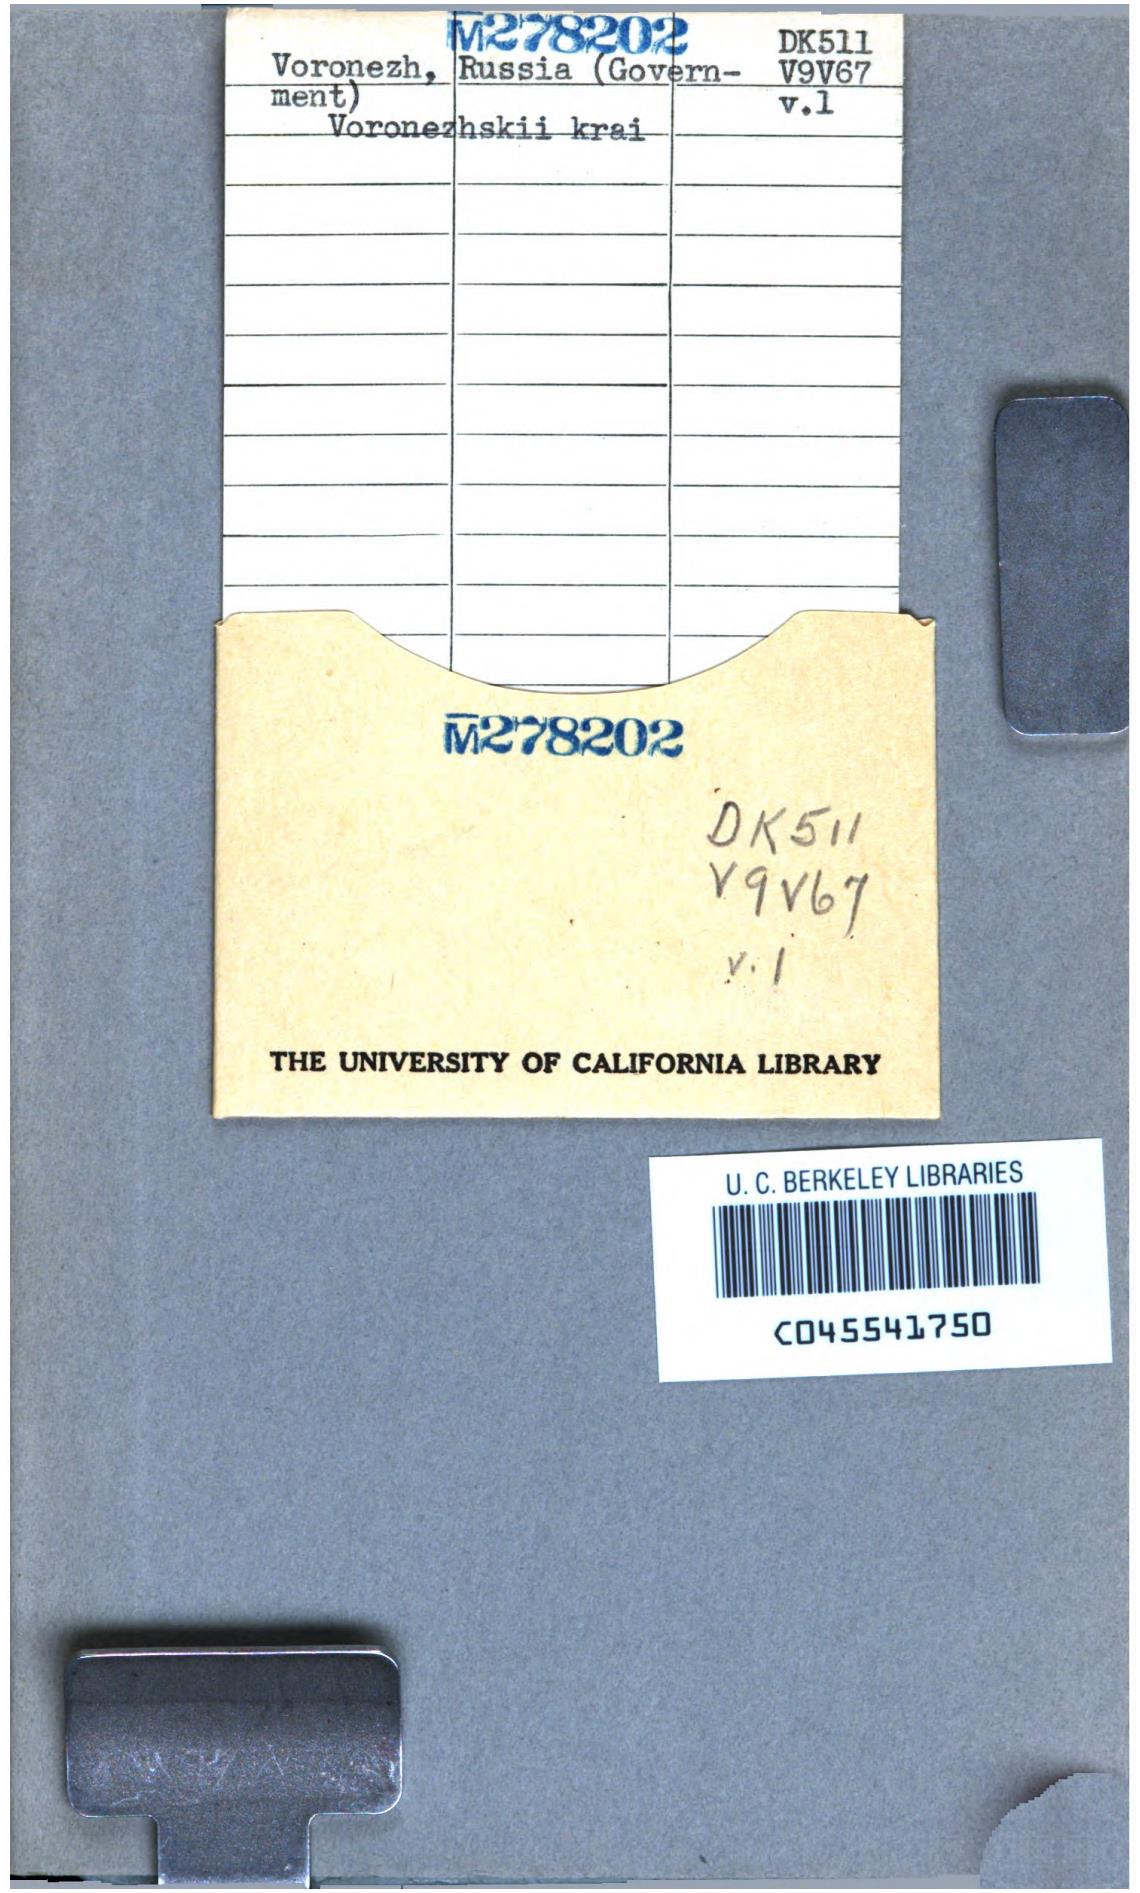 M278202
DK511
Voronezh, Russia (Govern- V9V67
ment) v.1
Voronezhskii krai
M278202
DK511
V9V67
v.1
THE UNIVERSITY OF CALIFORNIA LIBRARY
U. C. BERKELEY LIBRARIES
C045541750